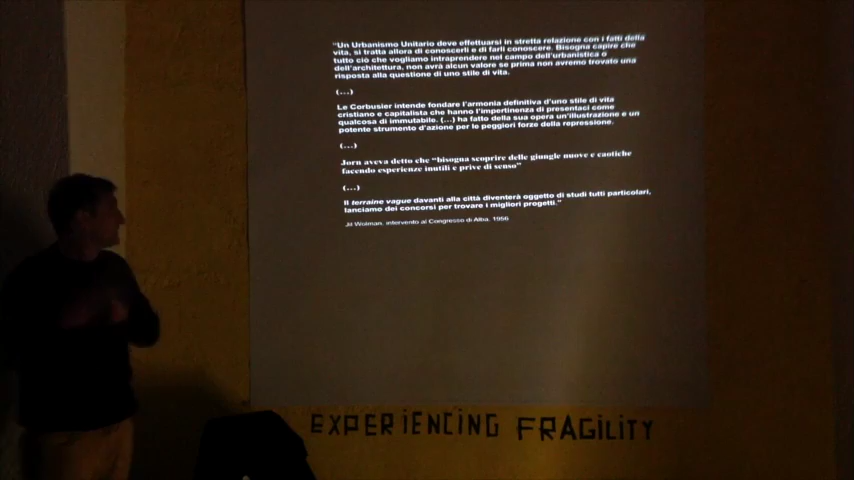 "Un Urbanismo Unitario deve effettuarsi in stretta relazione con i fatti della
vita, si tratta allora di conoscerli e di farli conoscere. Bisogna capire che
tutto ciò che vogliamo intraprendere nel campo dell'urbanistica o
dell'architettura, non avrà alcun valore se prima non avremo trovato una
risposta alla questione di uno stile di vita.
(...)
Le Corbusier intende fondare l'armonia definitiva d'uno stile di vita
cristiano e capitalista che hanno l'impertinenza di presentaci come
qualcosa di immutabile. (...) ha fatto della sua opera un'illustrazione e un
potente strumento d'azione per le peggiori forze della repressione.
(...)
Jorn aveva detto che "bisogna scoprire delle giungle nuove e caotiche
facendo esperienze inutili e prive di senso"
(...)
Il terraine vague davanti alla città diventerà oggetto di studi tutti particolari,
lanciamo dei concorsi per trovare i migliori progetti."
Jil Wolman, intervento al Congresso di Alba, 1956
EXPERIENCING FRAGILITY